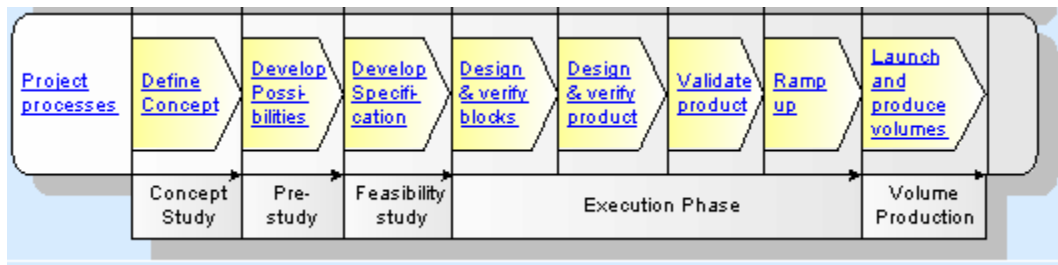 Project
processes
Define
Concept
Develop
Possi-
bilities
Develop
Specifi-
cation
Design
& verify
blocks
Design
& verify
product
Validate
product
Ramp
up
Launch
and
produce
volumes
Concept
Study
Pre-
study
Feasibility
study
Execution Phase
Volume
Production